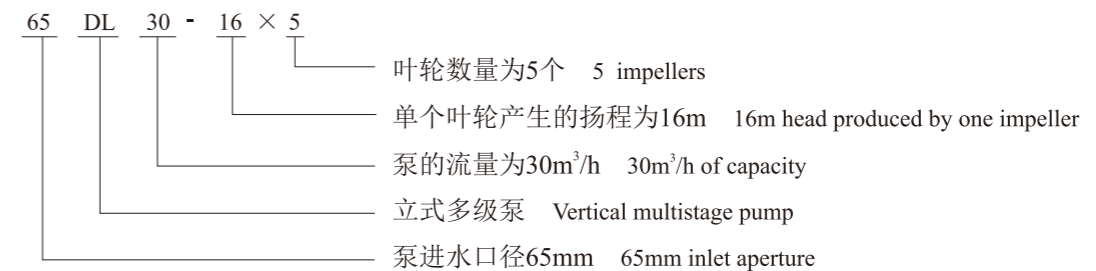 65 DL 30 - 16 × 5
叶轮数量为5个 5 impellers
单个叶轮产生的扬程为16m 16m head produced by one impeller
泵的流量为30m³/h 30m³/h of capacity
立式多级泵 Vertical multistage pump
泵进水口径65mm 65mm inlet aperture